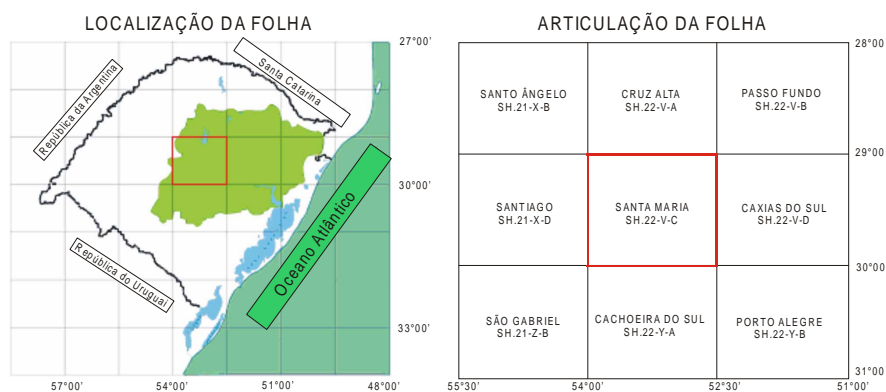 LOCALIZAÇÃO DA FOLHA
27°00'
Santa Catarina
República da Argentina
30°00'
Oceano Atlântico
República do Uruguai
33°00'
57°00'
54°00'
51°00'
48°00'
ARTICULAÇÃO DA FOLHA
28°00'
SANTO ÂNGELO
SH.21-X-B
CRUZ ALTA
SH.22-V-A
PASSO FUNDO
SH.22-V-B
29°00'
SANTIAGO
SH.21-X-D
SANTA MARIA
SH.22-V-C
CAXIAS DO SUL
SH.22-V-D
30°00'
SÃO GABRIEL
SH.21-Z-B
CACHOEIRA DO SUL
SH.22-Y-A
PORTO ALEGRE
SH.22-Y-B
31°00'
55°30'
54°00'
52°30'
51°00'